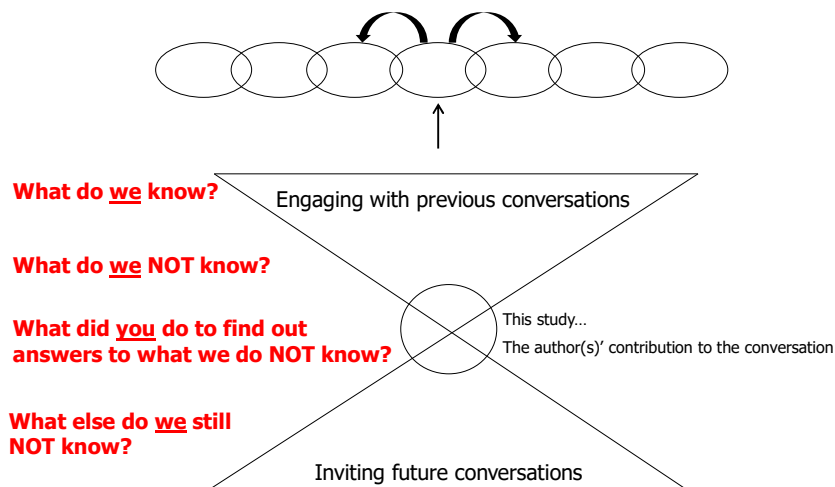 What do we know?
Engaging with previous conversations
What do we NOT know?
What did you do to find out
answers to what we do NOT know?
This study...
The author(s)' contribution to the conversation
What else do we still
NOT know?
Inviting future conversations